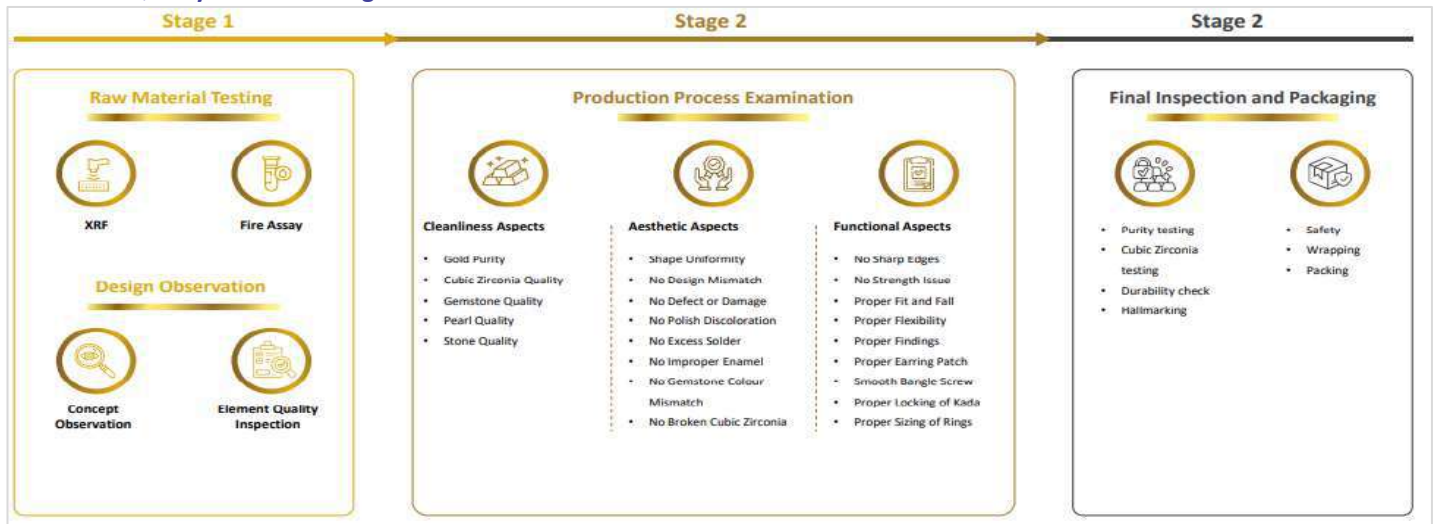 Stage 1
Stage 2
Stage 2
Raw Material Testing
XRF
Fire Assay
Design Observation
Concept
Observation
Element Quality
Inspection
Production Process Examination
Cleanliness Aspects
• Gold Purity
• Cubic Zirconia Quality
• Gemstone Quality
• Pearl Quality
• Stone Quality
Aesthetic Aspects
• Shape Uniformity
• No Design Mismatch
• No Defect or Damage
• No Polish Discoloration
• No Excess Solder
• No Improper Enamel
• No Gemstone Colour
Mismatch
• No Broken Cubic Zirconia
Functional Aspects
• No Sharp Edges
• No Strength Issue
• Proper Fit and Fall
• Proper Flexibility
• Proper Findings
• Proper Earring Patch
• Smooth Bangle Screw
• Proper Locking of Kada
• Proper Sizing of Rings
Final Inspection and Packaging
• Purity testing
• Cubic Zirconia
testing
• Durability check
• Hallmarking
• Safety
• Wrapping
• Packing